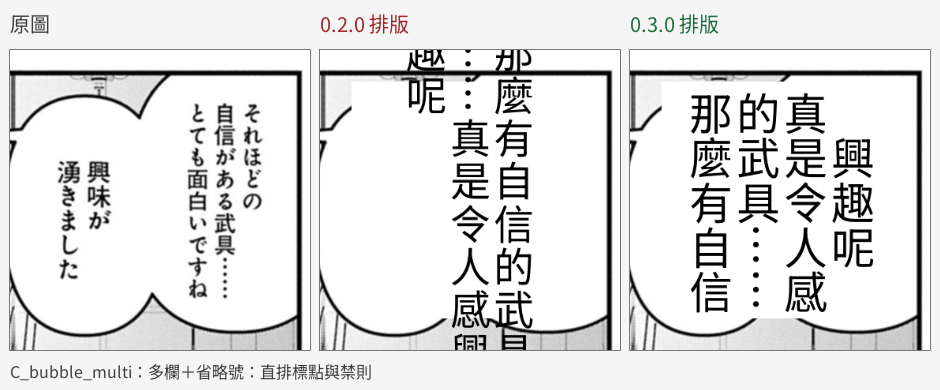 原圖
0.2.0 排版
0.3.0 排版
それほどの
自信がある武具……
とても面白いですね
興味が
湧きました
那麼有自信的武具
……真是令人感興
趣呢
那麼有自信
的武具……
真是令人感
興趣呢
C_bubble_multi：多欄＋省略號：直排標點與禁則